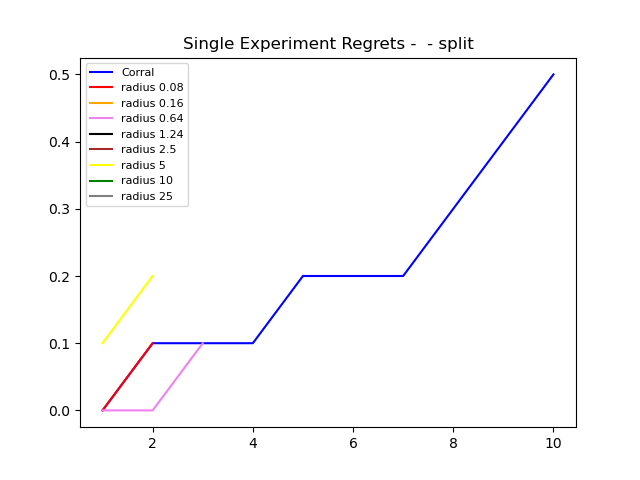 Single Experiment Regrets -  - split
Corral
radius 0.08
radius 0.16
radius 0.64
radius 1.24
radius 2.5
radius 5
radius 10
radius 25
0.5
0.4
0.3
0.2
0.1
0.0
2
4
6
8
10